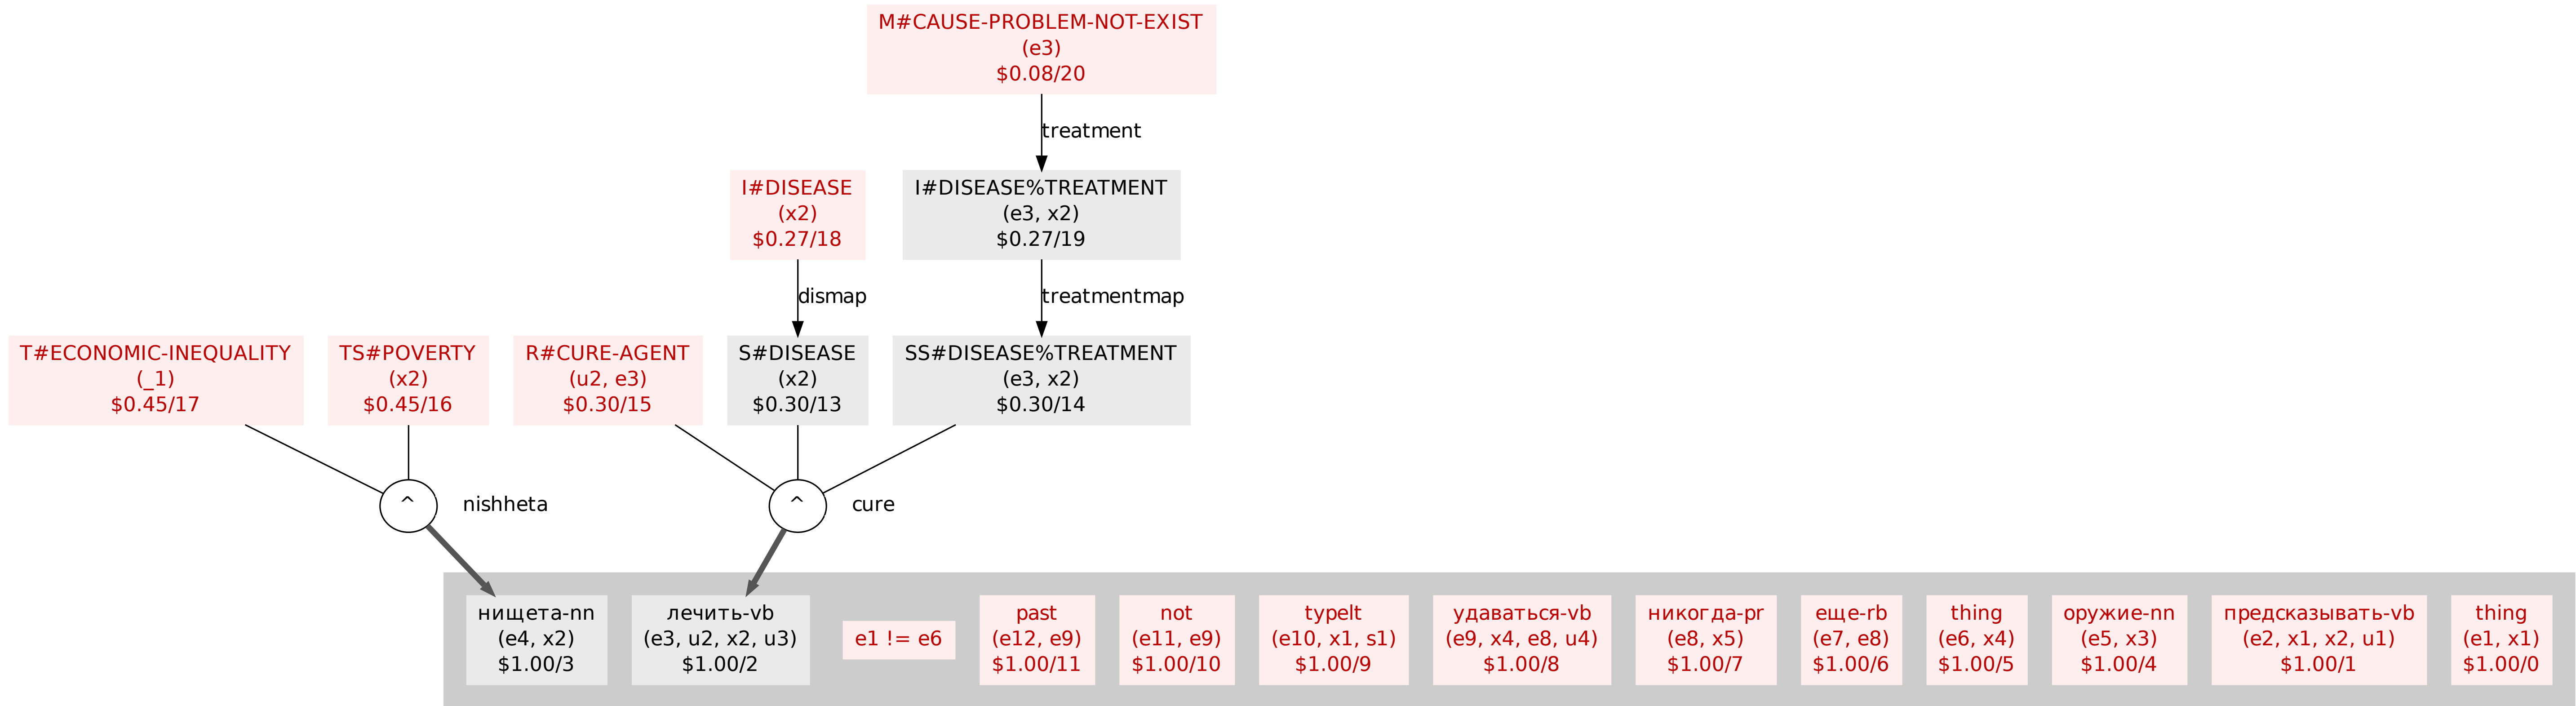 M#CAUSE-PROBLEM-NOT-EXIST
(e3)
$0.08/20
treatment
I#DISEASE
(x2)
$0.27/18
I#DISEASE%TREATMENT
(e3, x2)
$0.27/19
dismap
treatmentmap
T#ECONOMIC-INEQUALITY
(_1)
$0.45/17
TS#POVERTY
(x2)
$0.45/16
R#CURE-AGENT
(u2, e3)
$0.30/15
S#DISEASE
(x2)
$0.30/13
SS#DISEASE%TREATMENT
(e3, x2)
$0.30/14
^
nishheta
^
cure
нищета-nn
(e4, x2)
$1.00/3
лечить-vb
(e3, u2, x2, u3)
$1.00/2
e1 != e6
past
(e12, e9)
$1.00/11
not
(e11, e9)
$1.00/10
typelt
(e10, x1, s1)
$1.00/9
удаваться-vb
(e9, x4, e8, u4)
$1.00/8
никогда-pr
(e8, x5)
$1.00/7
еще-rb
(e7, e8)
$1.00/6
thing
(e6, x4)
$1.00/5
оружие-nn
(e5, x3)
$1.00/4
предсказывать-vb
(e2, x1, x2, u1)
$1.00/1
thing
(e1, x1)
$1.00/0